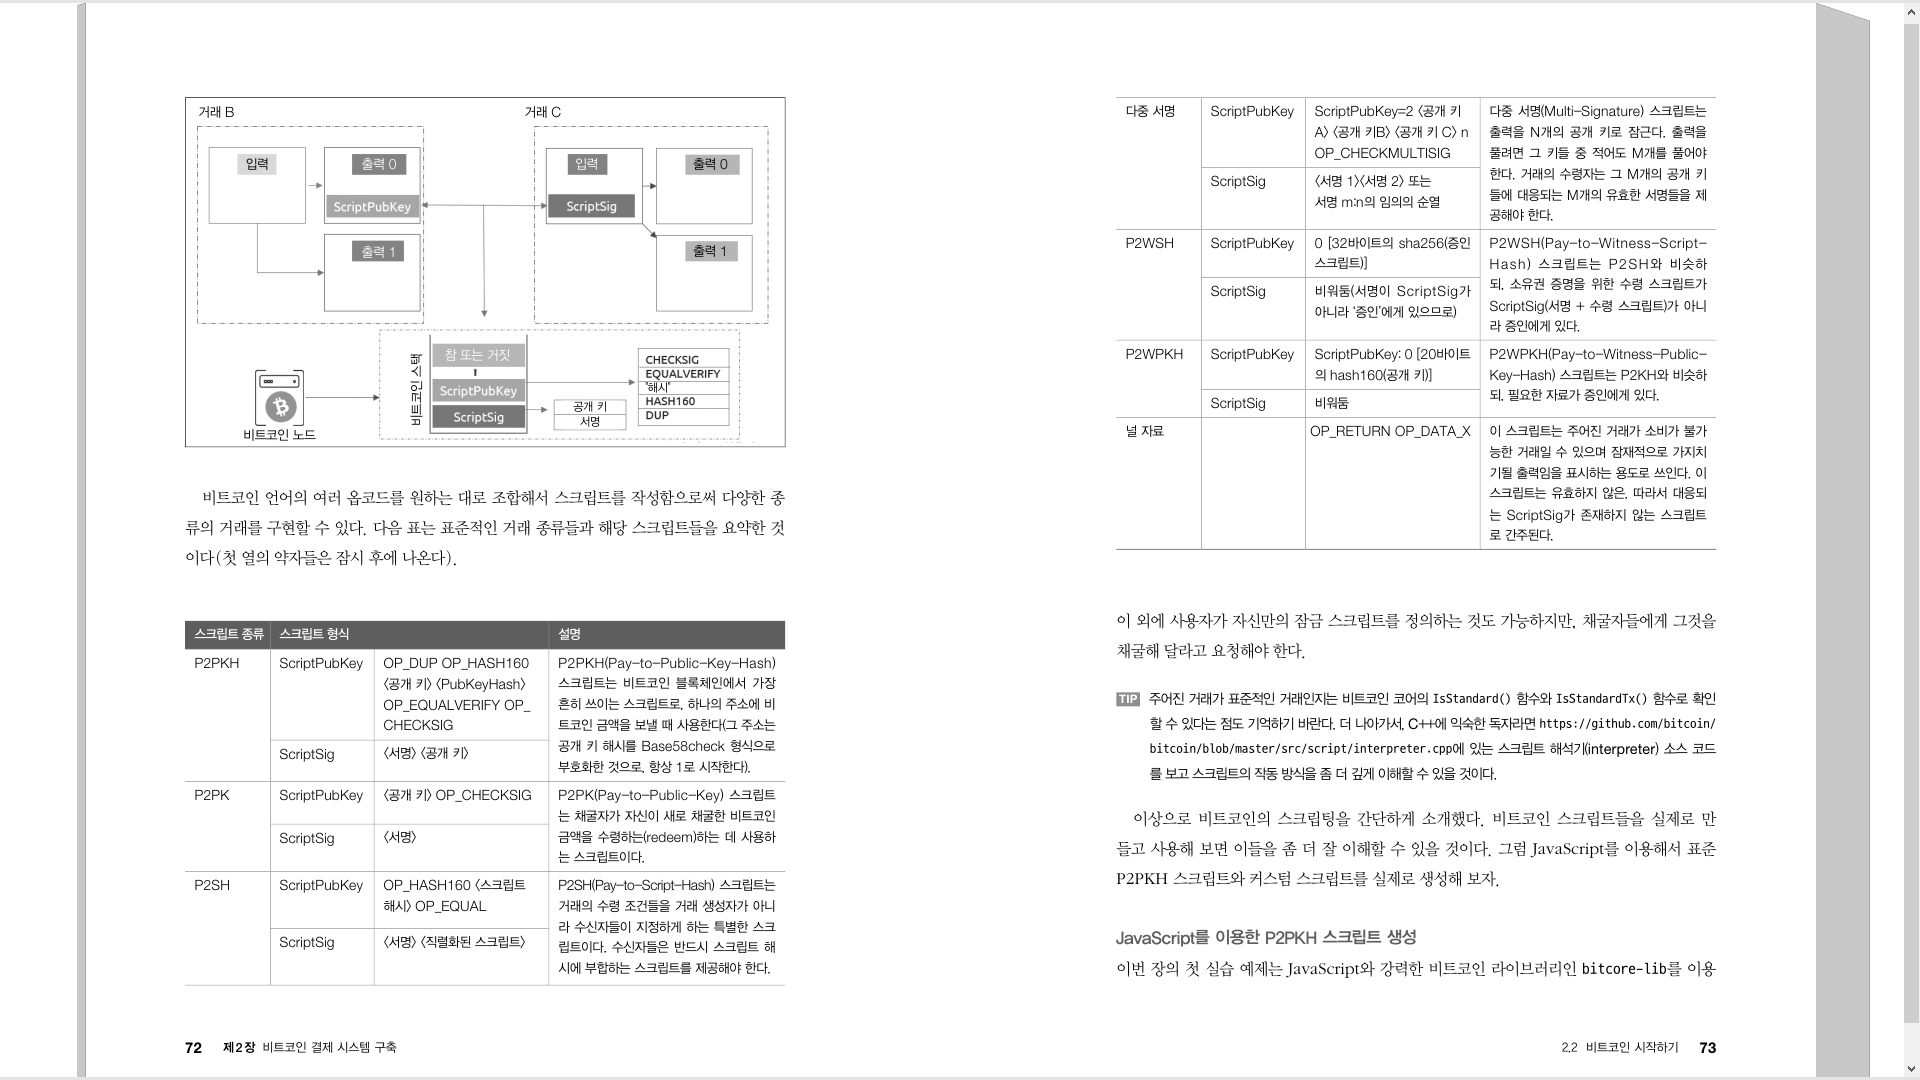 거래 B
거래 C
입력
출력 0
ScriptPubKey
출력 1
입력
ScriptSig
출력 0
출력 1
비트코인 노드
비트코인 스택
참 또는 거짓
ScriptPubKey
ScriptSig
공개 키
서명
CHECKSIG
EQUALVERIFY
"해시"
HASH160
DUP
비트코인 언어의 여러 옵코드를 원하는 대로 조합해서 스크립트를 작성함으로써 다양한 종
류의 거래를 구현할 수 있다. 다음 표는 표준적인 거래 종류들과 해당 스크립트들을 요약한 것
이다(첫 열의 약자들은 잠시 후에 나온다).
스크립트 종류 스크립트 형식 설명
P2PKH
ScriptPubKey
OP_DUP OP_HASH160
〈공개 키〉 〈PubKeyHash〉
OP_EQUALVERIFY OP_
CHECKSIG
ScriptSig
〈서명〉 〈공개 키〉
P2PKH(Pay-to-Public-Key-Hash)
스크립트는 비트코인 블록체인에서 가장
흔히 쓰이는 스크립트로, 하나의 주소에 비
트코인 금액을 보낼 때 사용한다(그 주소는
공개 키 해시를 Base58check 형식으로
부호화한 것으로, 항상 1로 시작한다).
P2PK
ScriptPubKey
〈공개 키〉 OP_CHECKSIG
ScriptSig
〈서명〉
P2PK(Pay-to-Public-Key) 스크립트
는 채굴자가 자신이 새로 채굴한 비트코인
금액을 수령하는(redeem)하는 데 사용하
는 스크립트이다.
P2SH
ScriptPubKey
OP_HASH160 〈스크립트
해시〉 OP_EQUAL
ScriptSig
〈서명〉 〈직렬화된 스크립트〉
P2SH(Pay-to-Script-Hash) 스크립트는
거래의 수령 조건들을 거래 생성자가 아니
라 수신자들이 지정하게 하는 특별한 스크
립트이다. 수신자들은 반드시 스크립트 해
시에 부합하는 스크립트를 제공해야 한다.
72 제2장 비트코인 결제 시스템 구축
다중 서명
ScriptPubKey
ScriptPubKey=2 〈공개 키
A〉 〈공개 키B〉 〈공개 키 C〉 n
OP_CHECKMULTISIG
ScriptSig
〈서명 1〉〈서명 2〉 또는
서명 m:n의 임의의 순열
다중 서명(Multi-Signature) 스크립트는
출력을 N개의 공개 키로 잠근다. 출력을
풀려면 그 키들 중 적어도 M개를 풀어야
한다. 거래의 수령자는 그 M개의 공개 키
들에 대응되는 M개의 유효한 서명들을 제
공해야 한다.
P2WSH
ScriptPubKey
0 [32바이트의 sha256(증인
스크립트)]
ScriptSig
비워둠(서명이 ScriptSig가
아니라 '증인'에게 있으므로)
P2WSH(Pay-to-Witness-Script-
Hash) 스크립트는 P2SH와 비슷하
되, 소유권 증명을 위한 수령 스크립트가
ScriptSig(서명 + 수령 스크립트)가 아니
라 증인에게 있다.
P2WPKH
ScriptPubKey
ScriptPubKey: 0 [20바이트
의 hash160(공개 키)]
ScriptSig
비워둠
P2WPKH(Pay-to-Witness-Public-
Key-Hash) 스크립트는 P2KH와 비슷하
되, 필요한 자료가 증인에게 있다.
널 자료
OP_RETURN OP_DATA_X
이 스크립트는 주어진 거래가 소비가 불가
능한 거래일 수 있으며 잠재적으로 가지치
기될 출력임을 표시하는 용도로 쓰인다. 이
스크립트는 유효하지 않은, 따라서 대응되
는 ScriptSig가 존재하지 않는 스크립트
로 간주된다.
이 외에 사용자가 자신만의 잠금 스크립트를 정의하는 것도 가능하지만, 채굴자들에게 그것을
채굴해 달라고 요청해야 한다.
TIP 주어진 거래가 표준적인 거래인지는 비트코인 코어의 IsStandard() 함수와 IsStandardTx() 함수로 확인
할 수 있다는 점도 기억하기 바란다. 더 나아가서, C++에 익숙한 독자라면 https://github.com/bitcoin/
bitcoin/blob/master/src/script/interpreter.cpp에 있는 스크립트 해석기(interpreter) 소스 코드
를 보고 스크립트의 작동 방식을 좀 더 깊게 이해할 수 있을 것이다.
이상으로 비트코인의 스크립팅을 간단하게 소개했다. 비트코인 스크립트들을 실제로 만
들고 사용해 보면 이들을 좀 더 잘 이해할 수 있을 것이다. 그럼 JavaScript를 이용해서 표준
P2PKH 스크립트와 커스텀 스크립트를 실제로 생성해 보자.
JavaScript를 이용한 P2PKH 스크립트 생성
이번 장의 첫 실습 예제는 JavaScript와 강력한 비트코인 라이브러리인 bitcore-lib를 이용
2.2 비트코인 시작하기 73